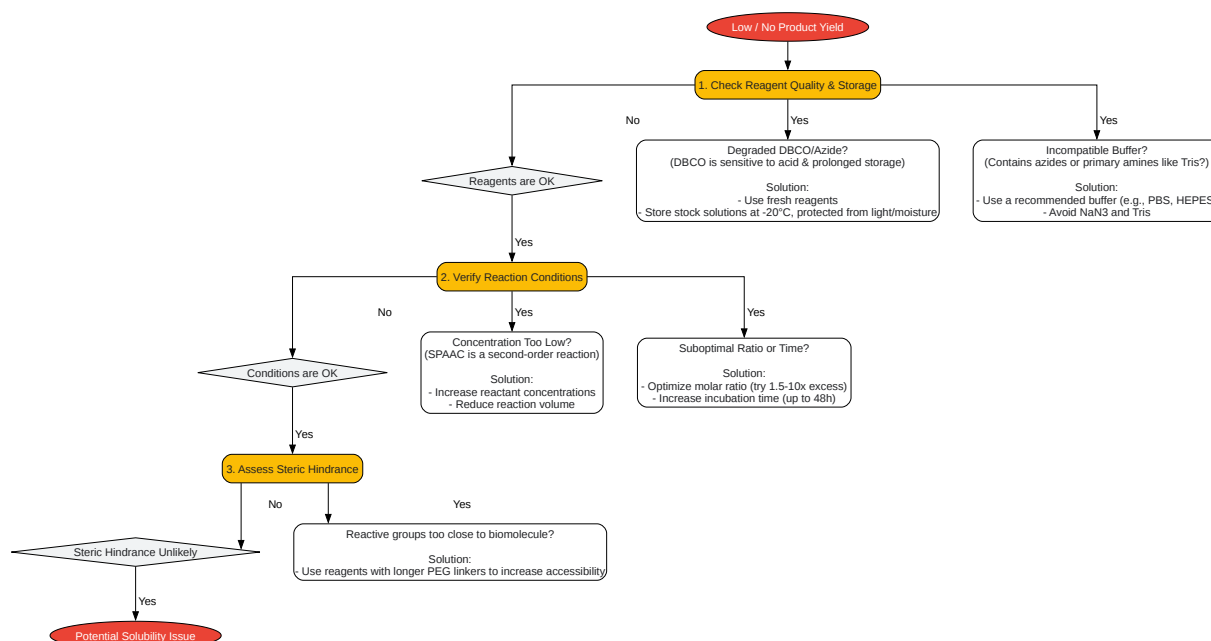 Low / No Product Yield
1. Check Reagent Quality & Storage
No
Yes
Yes
Degraded DBCO/Azide?
(DBCO is sensitive to acid & prolonged storage)
Solution:
- Use fresh reagents
- Store stock solutions at -20°C, protected from light/moisture
Incompatible Buffer?
(Contains azides or primary amines like Tris?)
Solution:
- Use a recommended buffer (e.g., PBS, HEPES
- Avoid NaN3 and Tris
Reagents are OK
Yes
2. Verify Reaction Conditions
No
Yes
Yes
Concentration Too Low?
(SPAAC is a second-order reaction)
Solution:
- Increase reactant concentrations
- Reduce reaction volume
Suboptimal Ratio or Time?
Solution:
- Optimize molar ratio (try 1.5-10x excess)
- Increase incubation time (up to 48h)
Conditions are OK
Yes
3. Assess Steric Hindrance
No
Yes
Reactive groups too close to biomolecule?
Solution:
- Use reagents with longer PEG linkers to increase accessibility
Steric Hindrance Unlikely
Yes
Potential Solubility Issue